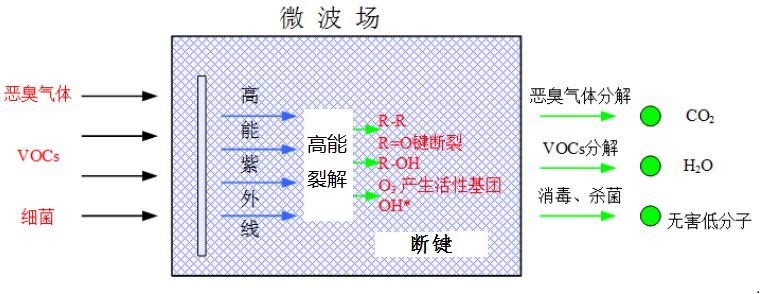 微波场
恶臭气体
VOCs
细菌
高能紫外线
高能
裂解
R-R
R=O键断裂
R-OH
O₃ 产生活性基团
OH*
断键
恶臭气体分解
VOCs分解
消毒、杀菌
CO₂
H₂O
无害低分子